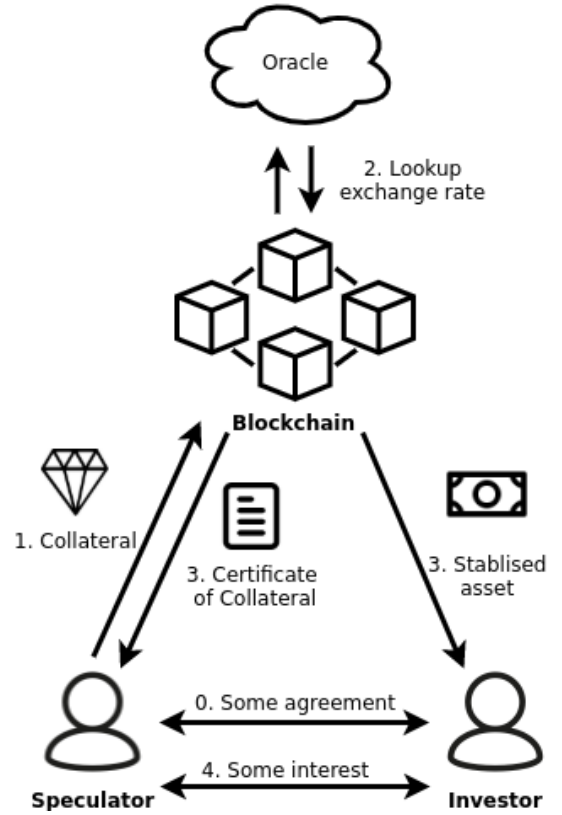 Oracle
2. Lookup
exchange rate
Blockchain
1. Collateral
3. Certificate
of Collateral
3. Stablised
asset
0. Some agreement
4. Some interest
Speculator
Investor